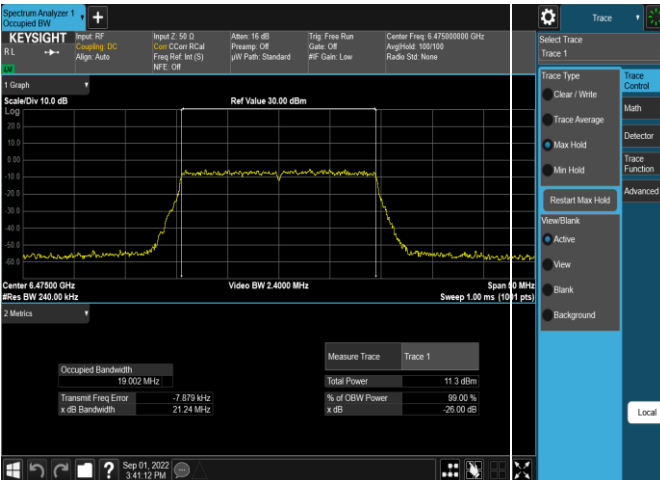 Spectrum Analyzer 1
Occupied BW
+
Trace
KEYSIGHT
RL
LW
Input: RF
Coupling: DC
Align: Auto
Input Z: 50 Ω
Corr CCorr RCal
Freq Ref: Int (S)
NFE: Off
Atten: 16 dB
Preamp: Off
µW Path: Standard
Trig: Free Run
Gate: Off
#IF Gain: Low
Center Freq: 6.475000000 GHz
Avg|Hold: 100/100
Radio Std: None
Select Trace
Trace 1
1 Graph
Scale/Div 10.0 dB
Ref Value 30.00 dBm
Log
20.0
10.0
0.00
-10.0
-20.0
-30.0
-40.0
-50.0
-60.0
Center 6.47500 GHz
#Res BW 240.00 kHz
Video BW 2.4000 MHz
Span 50 MHz
Sweep 1.00 ms (1001 pts)
2 Metrics
Measure Trace
Trace 1
Occupied Bandwidth
19.002 MHz
Total Power
11.3 dBm
Transmit Freq Error
-7.879 kHz
% of OBW Power
99.00 %
x dB Bandwidth
21.24 MHz
x dB
-26.00 dB
Trace Type
Clear / Write
Trace Average
Max Hold
Min Hold
Restart Max Hold
View/Blank
Active
View
Blank
Background
Trace
Control
Math
Detector
Trace
Function
Advanced
Local
?
Sep 01, 2022
3:41:12 PM